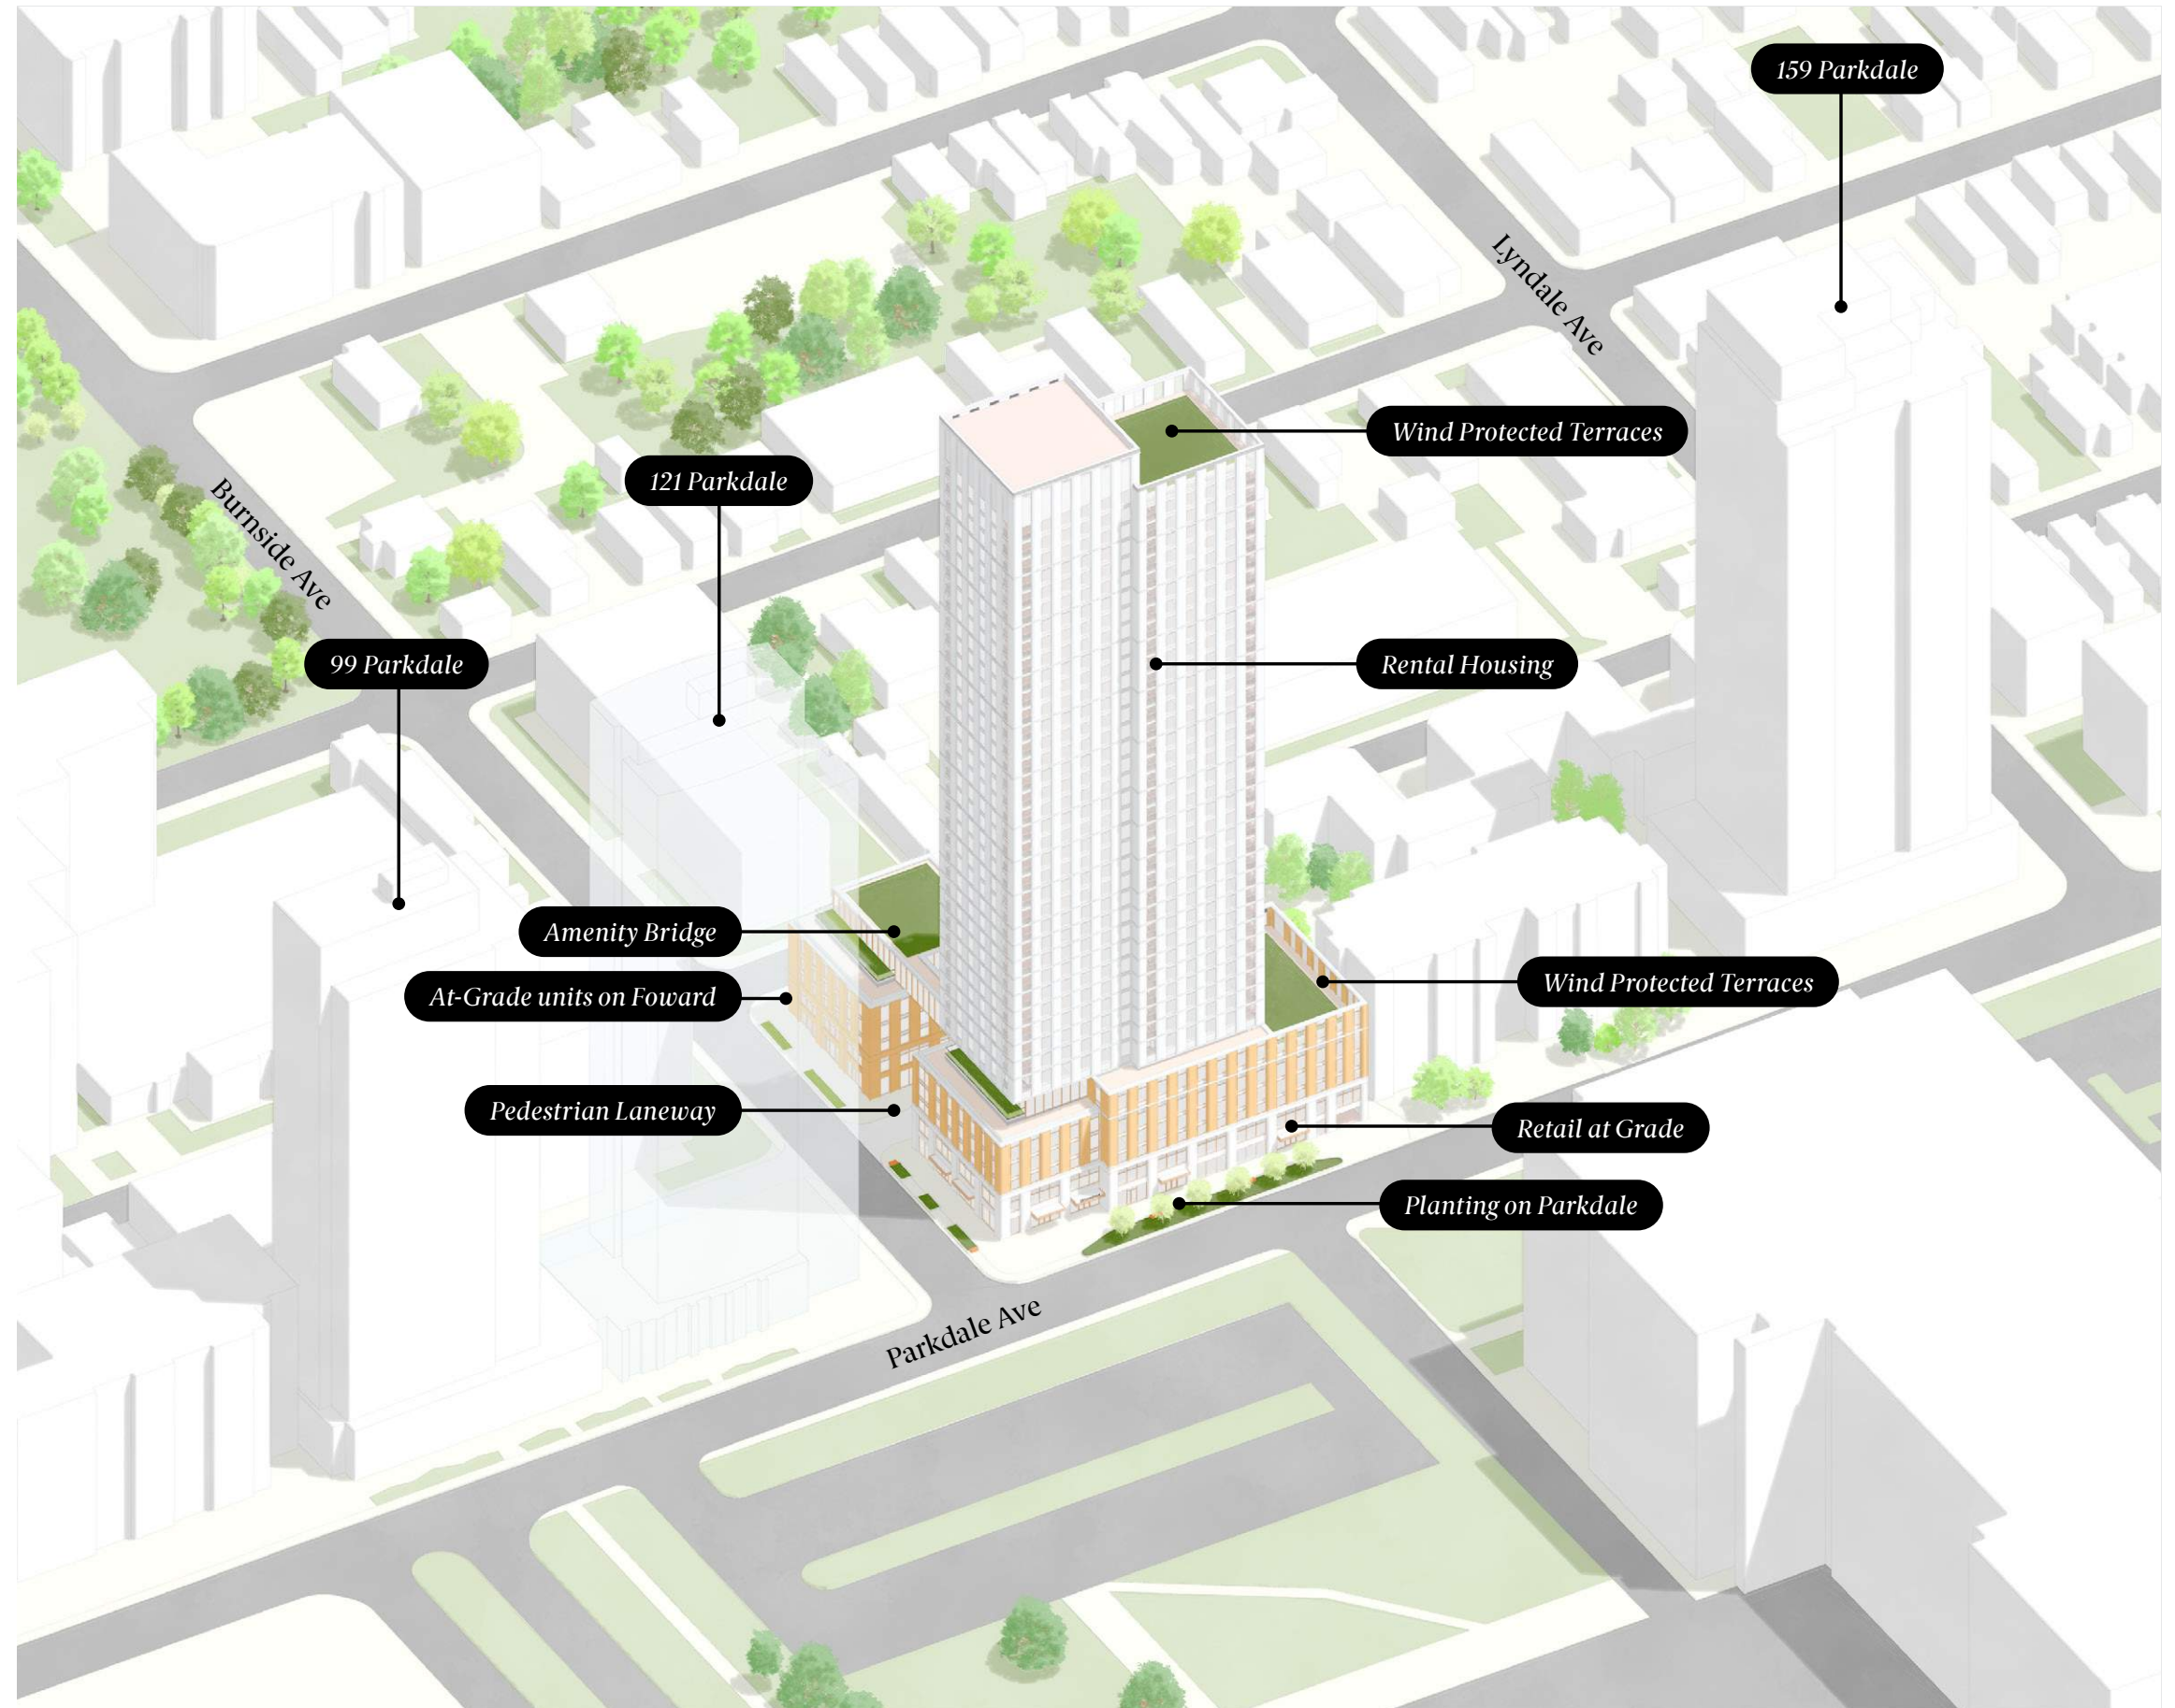 159 Parkdale
Lyndale Ave
Wind Protected Terraces
121 Parkdale
Burnside Ave
99 Parkdale
Rental Housing
Amenity Bridge
At-Grade units on Foward
Wind Protected Terraces
Pedestrian Laneway
Retail at Grade
Planting on Parkdale
Parkdale Ave